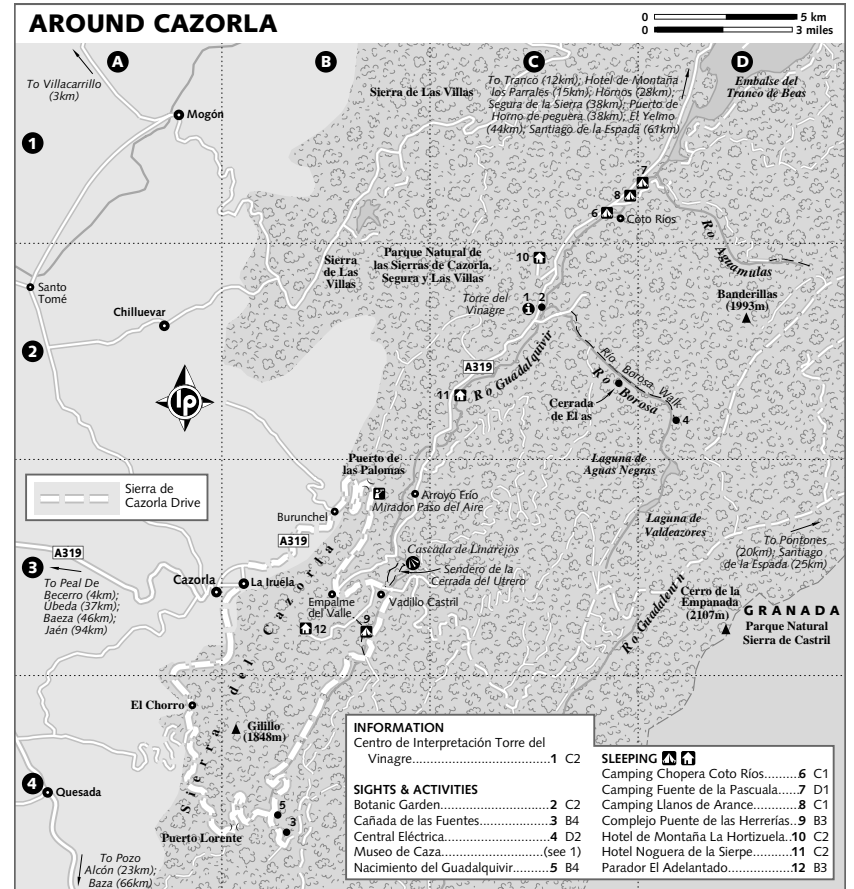 AROUND CAZORLA
0 5 km
0 3 miles
A
B
C
D
To Villacarrillo
(3km)
Sierra de Las Villas
To Tranco (12km); Hotel de Montaña
los Parrales (15km); Hornos (28km);
Segura de la Sierra (38km); Puerto de
Horno de peguera (38km); El Yelmo
(44km); Santiago de la Espada (61km)
Embalse del
Tranco de Beas
1
Mogón
7
8
6
Coto Ríos
R o Aguamulas
Sierra
de Las
Villas
Parque Natural de
las Sierras de Cazorla,
Segura y Las Villas
10
Santo
Tomé
Chilluevar
Torre del
Vinagre
1 2
Banderillas
(1993m)
2
lp
A319
R o Guadalquivir
Río Borosa Walk
R o Borosa
11
Cerrada
de El as
4
Puerto de
las Palomas
Laguna de
Aguas Negras
Sierra de
Cazorla Drive
Arroyo Frío
Mirador Paso del Aire
Burunchel
Laguna de
Valdeazores
A319
A319
To Pontones
(20km); Santiago
de la Espada (25km)
3
Cascada de Linarejos
To Peal De
Becerro (4km);
Úbeda (37km);
Baeza (46km);
Jaén (94km)
Cazorla
La Iruela
Sendero de la
Cerrada del Utrero
Empalme
del Valle
Vadillo Castril
Cerro de la
Empanada
(2107m)
GRANADA
Parque Natural
Sierra de Castril
9
12
R o Guadalent n
Sierra del Cazorla
El Chorro
Gilillo
(1848m)
4
Quesada
5
3
Puerto Lorente
To Pozo
Alcón (23km);
Baza (66km)
INFORMATION
Centro de Interpretación Torre del
Vinagre...............................1 C2
SIGHTS & ACTIVITIES
Botanic Garden.........................2 C2
Cañada de las Fuentes..................3 B4
Central Eléctrica......................4 D2
Museo de Caza.....................(see 1)
Nacimiento del Guadalquivir............5 B4
SLEEPING
Camping Chopera Coto Ríos..........6 C1
Camping Fuente de la Pascuala......7 D1
Camping Llanos de Arance...........8 C1
Complejo Puente de las Herrerías...9 B3
Hotel de Montaña La Hortizuela..10 C2
Hotel Noguera de la Sierpe........11 C2
Parador El Adelantado.............12 B3